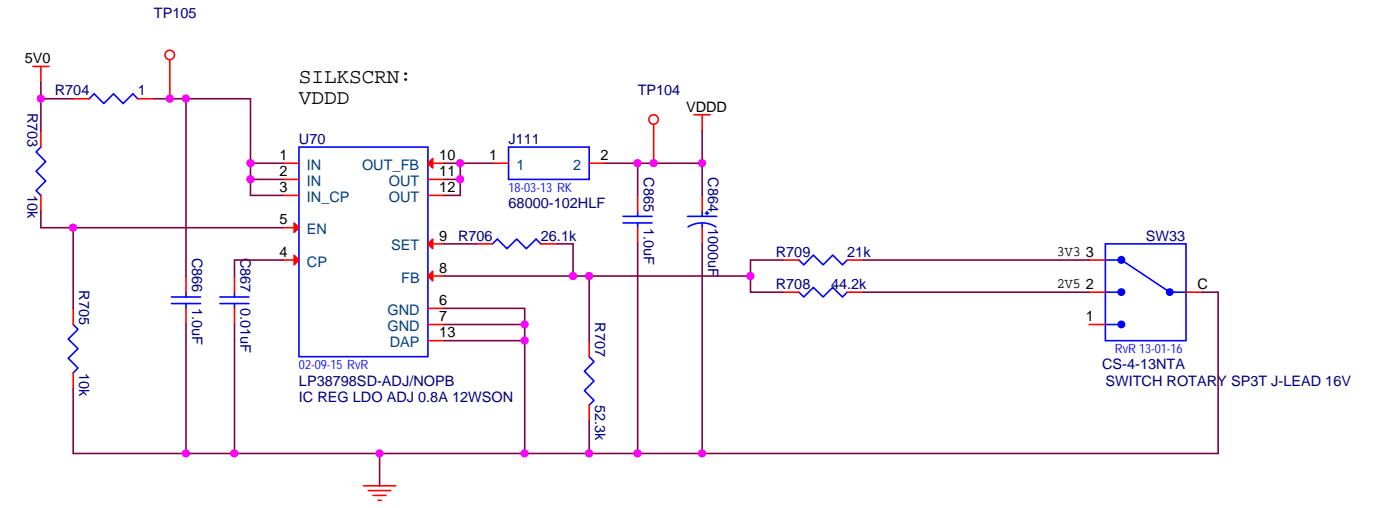 TP105
5V0
R704 1
SILKSCRN:
VDDD
TP104
VDDD
R703
10k
U70
1 IN
2 IN
3 IN_CP
5 EN
4 CP
OUT_FB 10
OUT 11
OUT 12
SET 9
FB 8
GND 6
GND 7
DAP 13
J111
1 1 2 2
18-03-13 RK
68000-102HLF
C865
1.0uF
C864
1000uF
R706 26.1k
R709 21k
R708 44.2k
3V3 3
2V5 2
1
SW33
C
RvR 13-01-16
CS-4-13NTA
SWITCH ROTARY SP3T J-LEAD 16V
R705
10k
C866
1.0uF
C867
0.01uF
R707
52.3k
02-09-15 RvR
LP38798SD-ADJ/NOPB
IC REG LDO ADJ 0.8A 12WSON